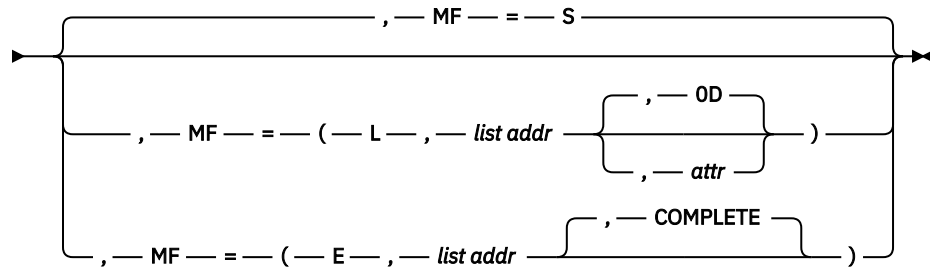 , MF = S
, 0D
, MF = ( L , list addr )
, attr
, COMPLETE
, MF = ( E , list addr )